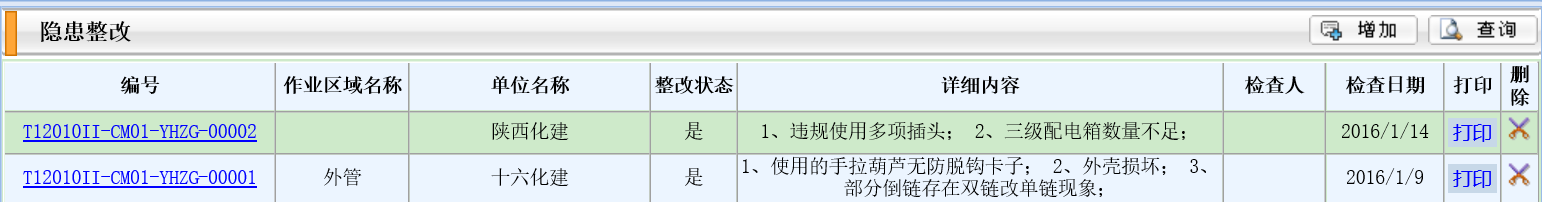 隐患整改
增加
查询
编号 作业区域名称 单位名称 整改状态 详细内容 检查人 检查日期 打印 删除
T12010II-CM01-YHZG-00002 陕西化建 是 1、违规使用多项插头； 2、三级配电箱数量不足； 2016/1/14 打印
T12010II-CM01-YHZG-00001 外管 十六化建 是 1、使用的手拉葫芦无防脱钩卡子； 2、外壳损坏； 3、 2016/1/9 打印
部分倒链存在双链改单链现象；